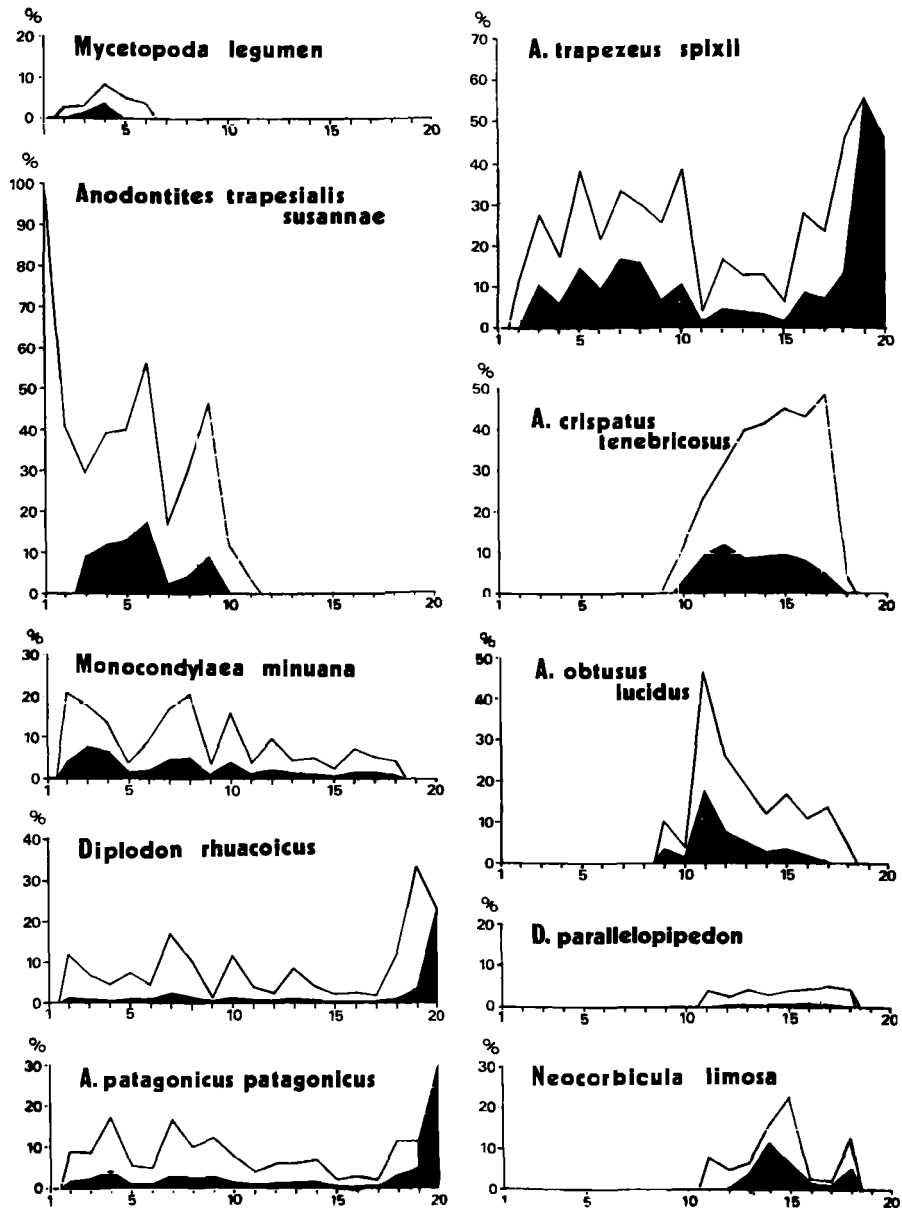 %
Mycetopoda legumen
20
10
0
1 5 10 15 20
%
Anodontites trapesialis
susannae
100
90
80
70
60
50
40
30
20
10
0
1 5 10 15 20
%
Monocondylaea minuana
30
20
10
0
1 5 10 15 20
%
Diplodon rhuacoicus
40
30
20
10
0
1 5 10 15 20
%
A. patagonicus patagonicus
30
20
10
0
1 5 10 15 20
%
A. trapezeus spixii
70
60
50
40
30
20
10
0
1 5 10 15 20
%
A. crispatus
tenebricosus
50
40
30
20
10
0
1 5 10 15 20
%
A. obtusus
lucidus
50
40
30
20
10
0
1 5 10 15 20
%
D. parallelopipedon
20
10
0
1 5 10 15 20
%
Neocorbicula limosa
30
20
10
0
1 5 10 15 20